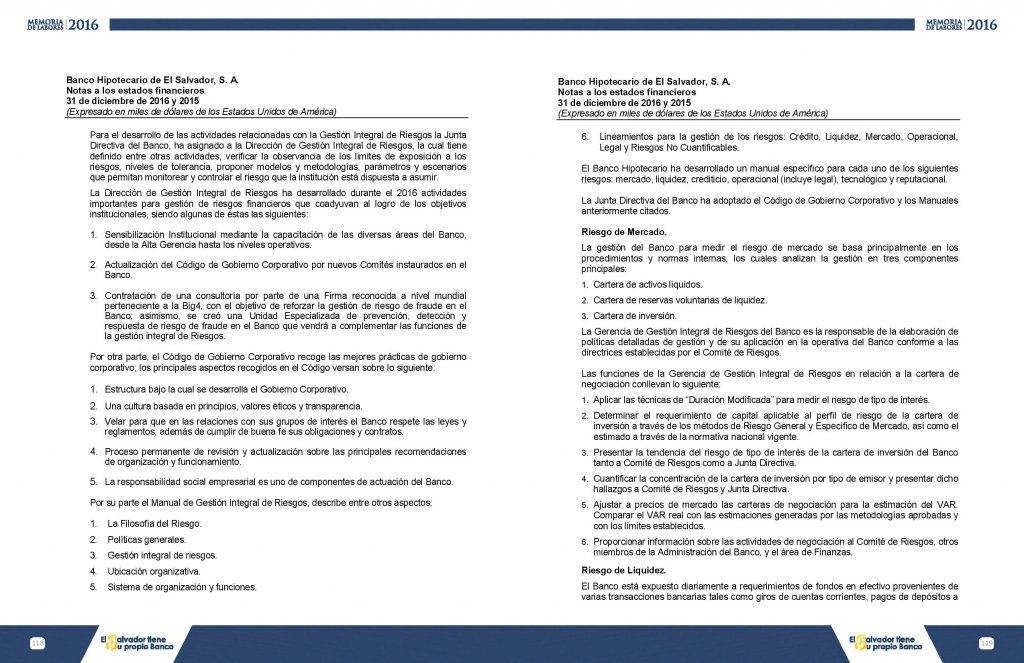 MEMORIA
DE LABORES 2016
Banco Hipotecario de El Salvador, S. A.
Notas a los estados financieros
31 de diciembre de 2016 y 2015
(Expresado en miles de dólares de los Estados Unidos de América)
Para el desarrollo de las actividades relacionadas con la Gestión Integral de Riesgos la Junta
Directiva del Banco, ha asignado a la Dirección de Gestión Integral de Riesgos, la cual tiene
definido entre otras actividades, verificar la observancia de los límites de exposición a los
riesgos, niveles de tolerancia, proponer modelos y metodologías, parámetros y escenarios
que permitan monitorear y controlar el riesgo que la institución está dispuesta a asumir.
La Dirección de Gestión Integral de Riesgos ha desarrollado durante el 2016 actividades
importantes para gestión de riesgos financieros que coadyuvan al logro de los objetivos
institucionales, siendo algunas de éstas las siguientes:
1. Sensibilización Institucional mediante la capacitación de las diversas áreas del Banco,
desde la Alta Gerencia hasta los niveles operativos.
2. Actualización del Código de Gobierno Corporativo por nuevos Comités instaurados en el
Banco.
3. Contratación de una consultoría por parte de una Firma reconocida a nivel mundial
perteneciente a la Big4, con el objetivo de reforzar la gestión de riesgo de fraude en el
Banco; asimismo, se creó una Unidad Especializada de prevención, detección y
respuesta de riesgo de fraude en el Banco que vendrá a complementar las funciones de
la gestión integral de Riesgos.
Por otra parte, el Código de Gobierno Corporativo recoge las mejores prácticas de gobierno
corporativo; los principales aspectos recogidos en el Código versan sobre lo siguiente:
1. Estructura bajo la cual se desarrolla el Gobierno Corporativo.
2. Una cultura basada en principios, valores éticos y transparencia.
3. Velar para que en las relaciones con sus grupos de interés el Banco respete las leyes y
reglamentos, además de cumplir de buena fe sus obligaciones y contratos.
4. Proceso permanente de revisión y actualización sobre las principales recomendaciones
de organización y funcionamiento.
5. La responsabilidad social empresarial es uno de componentes de actuación del Banco.
Por su parte el Manual de Gestión Integral de Riesgos, describe entre otros aspectos:
1. La Filosofía del Riesgo.
2. Políticas generales.
3. Gestión integral de riesgos.
4. Ubicación organizativa.
5. Sistema de organización y funciones.
118
El Salvador tiene
su propio Banco
MEMORIA
DE LABORES 2016
Banco Hipotecario de El Salvador, S. A.
Notas a los estados financieros
31 de diciembre de 2016 y 2015
(Expresado en miles de dólares de los Estados Unidos de América)
6. Lineamientos para la gestión de los riesgos: Crédito, Liquidez, Mercado, Operacional,
Legal y Riesgos No Cuantificables.
El Banco Hipotecario ha desarrollado un manual específico para cada uno de los siguientes
riesgos: mercado, liquidez, crediticio, operacional (incluye legal), tecnológico y reputacional.
La Junta Directiva del Banco ha adoptado el Código de Gobierno Corporativo y los Manuales
anteriormente citados.
Riesgo de Mercado.
La gestión del Banco para medir el riesgo de mercado se basa principalmente en los
procedimientos y normas internas, los cuales analizan la gestión en tres componentes
principales:
1. Cartera de activos líquidos.
2. Cartera de reservas voluntarias de liquidez.
3. Cartera de inversión.
La Gerencia de Gestión Integral de Riesgos del Banco es la responsable de la elaboración de
políticas detalladas de gestión y de su aplicación en la operativa del Banco conforme a las
directrices establecidas por el Comité de Riesgos.
Las funciones de la Gerencia de Gestión Integral de Riesgos en relación a la cartera de
negociación conllevan lo siguiente:
1. Aplicar las técnicas de “Duración Modificada” para medir el riesgo de tipo de interés.
2. Determinar el requerimiento de capital aplicable al perfil de riesgo de la cartera de
inversión a través de los métodos de Riesgo General y Especifico de Mercado, así como el
estimado a través de la normativa nacional vigente.
3. Presentar la tendencia del riesgo de tipo de interés de la cartera de inversión del Banco
tanto a Comité de Riesgos como a Junta Directiva.
4. Cuantificar la concentración de la cartera de inversión por tipo de emisor y presentar dicho
hallazgos a Comité de Riesgos y Junta Directiva.
5. Ajustar a precios de mercado las carteras de negociación para la estimación del VAR.
Comparar el VAR real con las estimaciones generadas por las metodologías aprobadas y
con los límites establecidos.
6. Proporcionar información sobre las actividades de negociación al Comité de Riesgos, otros
miembros de la Administración del Banco, y el área de Finanzas.
Riesgo de Liquidez.
El Banco está expuesto diariamente a requerimientos de fondos en efectivo provenientes de
varias transacciones bancarias tales como giros de cuentas corrientes, pagos de depósitos a
El Salvador tiene
su propio Banco
119